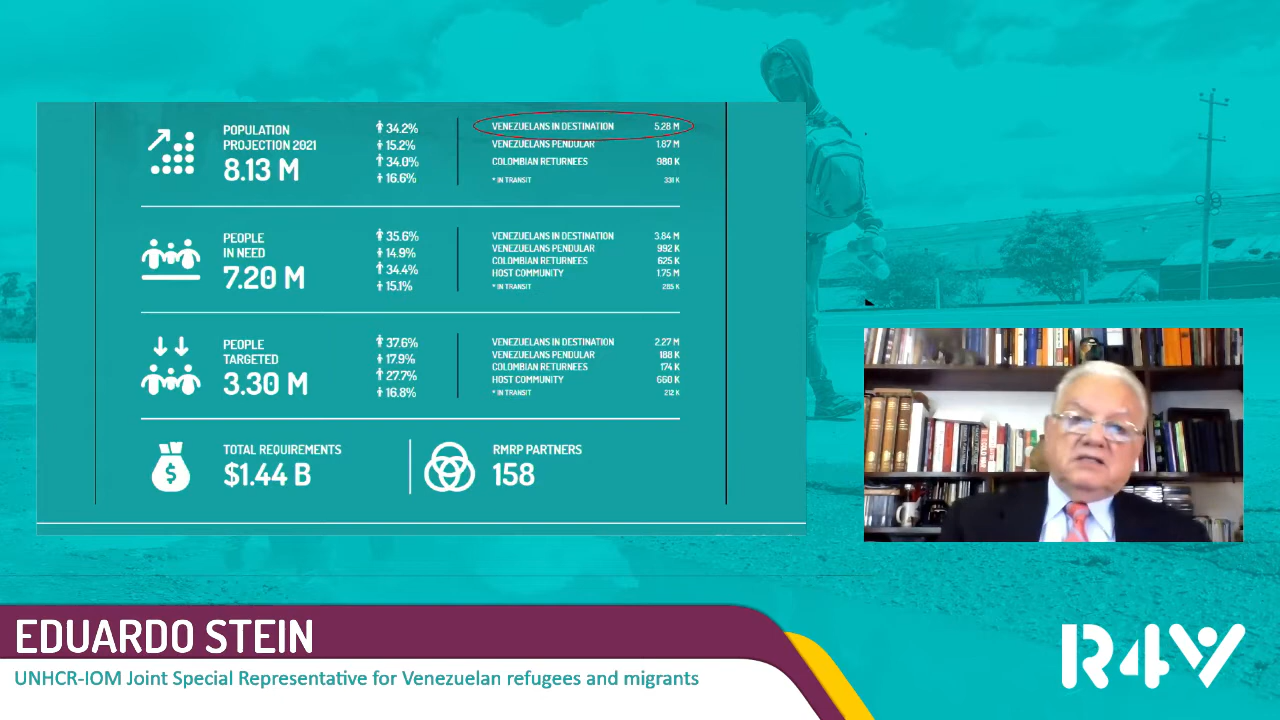 POPULATION
PROJECTION 2021
8.13 M
34.2%
15.2%
34.0%
16.6%
VENEZUELANS IN DESTINATION 5.28 M
VENEZUELANS PENDULAR 1.87 M
COLOMBIAN RETURNEES 980 K
* IN TRANSIT 331 K
PEOPLE
IN NEED
7.20 M
35.6%
14.9%
34.4%
15.1%
VENEZUELANS IN DESTINATION 3.84 M
VENEZUELANS PENDULAR 992 K
COLOMBIAN RETURNEES 625 K
HOST COMMUNITY 1.75 M
* IN TRANSIT 285 K
PEOPLE
TARGETED
3.30 M
37.6%
17.9%
27.7%
16.8%
VENEZUELANS IN DESTINATION 2.27 M
VENEZUELANS PENDULAR 188 K
COLOMBIAN RETURNEES 174 K
HOST COMMUNITY 660 K
* IN TRANSIT 212 K
TOTAL REQUIREMENTS
$1.44 B
RMRP PARTNERS
158
EDUARDO STEIN
UNHCR-IOM Joint Special Representative for Venezuelan refugees and migrants
R4V